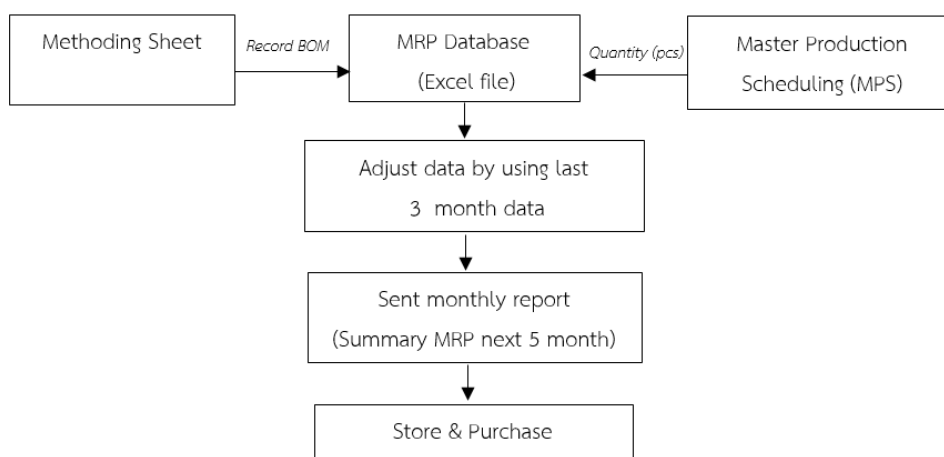 Methoding Sheet
Record BOM
MRP Database
(Excel file)
Quantity (pcs)
Master Production
Scheduling (MPS)
Adjust data by using last
3 month data
Sent monthly report
(Summary MRP next 5 month)
Store & Purchase